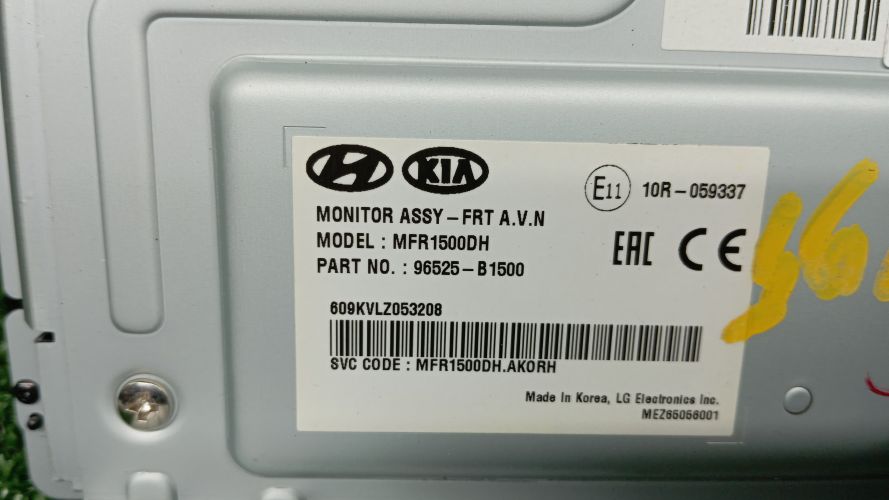 KIA
E11 10R-059337
MONITOR ASSY-FRT A.V.N
MODEL : MFR1500DH
PART NO. : 96525-B1500
EAC CE
609KVLZ053208
SVC CODE : MFR1500DH.AKORH
Made In Korea, LG Electronics Inc.
MEZ65056001